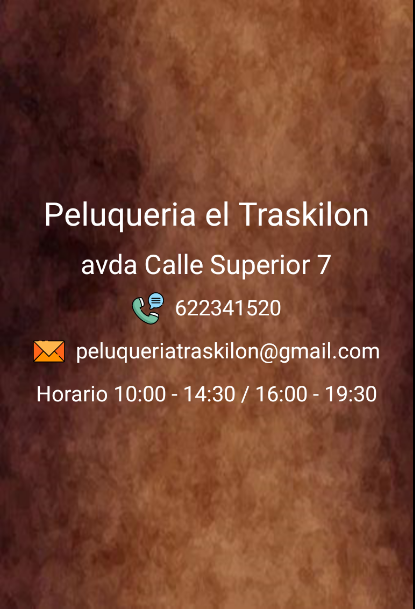 Peluqueria el Traskilon
avda Calle Superior 7
622341520
peluqueriatraskilon@gmail.com
Horario 10:00 - 14:30 / 16:00 - 19:30